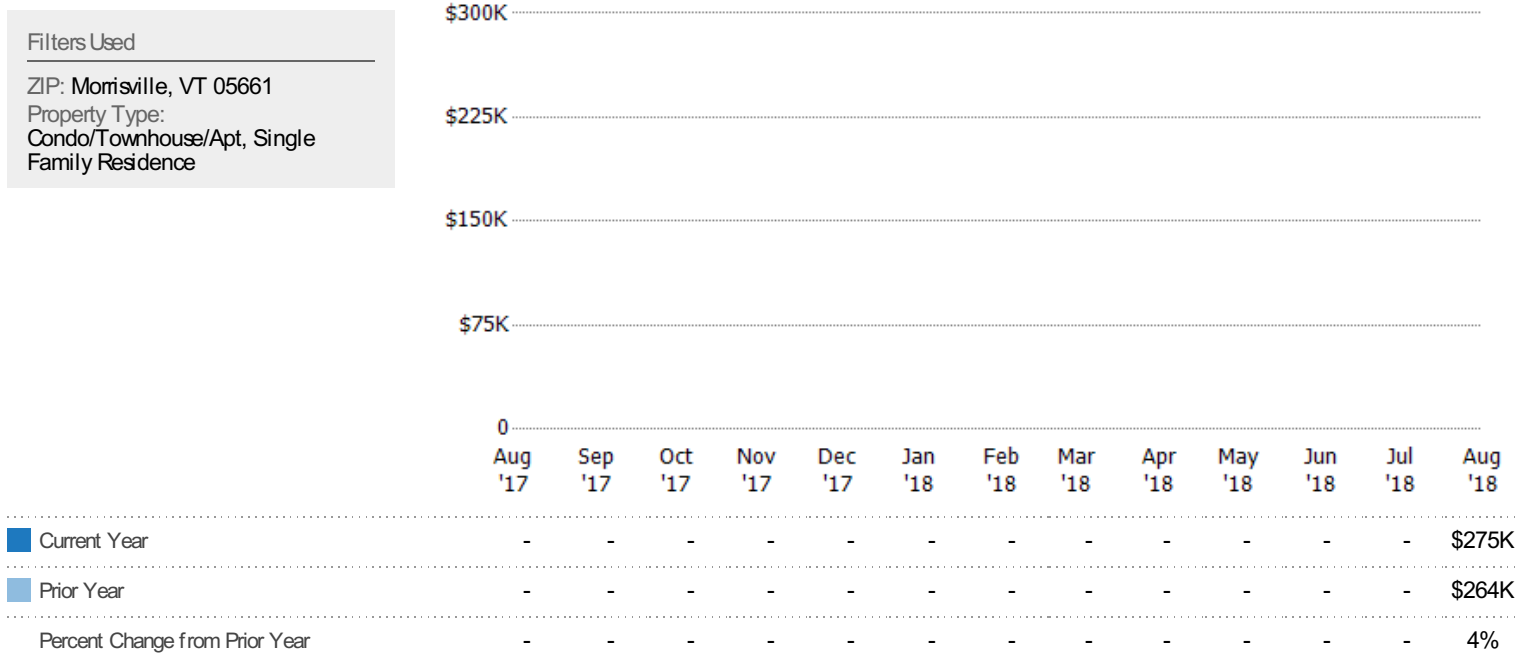 Filters Used
ZIP: Morrisville, VT 05661
Property Type:
Condo/Townhouse/Apt, Single
Family Residence
$300K
$225K
$150K
$75K
0
Aug Sep Oct Nov Dec Jan Feb Mar Apr May Jun Jul Aug
'17 '17 '17 '17 '17 '18 '18 '18 '18 '18 '18 '18 '18
Current Year - - - - - - - - - - - - $275K
Prior Year - - - - - - - - - - - - $264K
Percent Change from Prior Year - - - - - - - - - - - - 4%